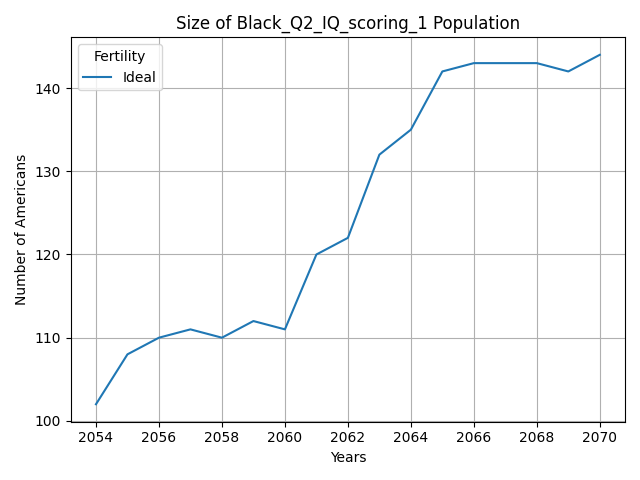 Size of Black_Q2_IQ_scoring_1 Population
Fertility
Ideal
Number of Americans
140
130
120
110
100
2054 2056 2058 2060 2062 2064 2066 2068 2070
Years